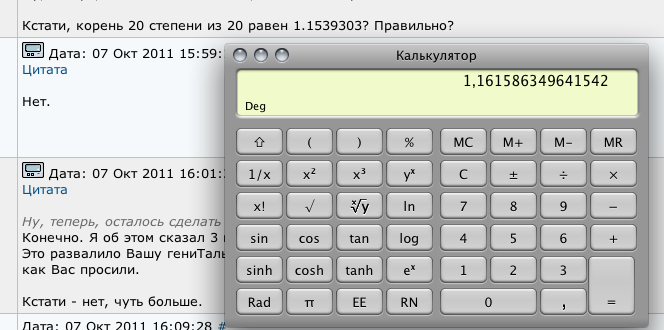 Кстати, корень 20 степени из 20 равен 1.1539303? Правильно?
Дата: 07 Окт 2011 15:59:
Цитата
Нет.
Дата: 07 Окт 2011 16:01:
Цитата
Ну, теперь, осталось сделать
Конечно. Я об этом сказал 3
Это развалило Вашу гениТаль
как Вас просили.
Кстати - нет, чуть больше.
Дата: 07 Окт 2011 16:09:28 #
Калькулятор
1,161586349641542
Deg
⇧ ( ) % MC M+ M- MR
1/x x² x³ yˣ C ± ÷ ×
x! √ ˣ√y ln 7 8 9 −
sin cos tan log 4 5 6 +
sinh cosh tanh eˣ 1 2 3
Rad π EE RN 0 , =